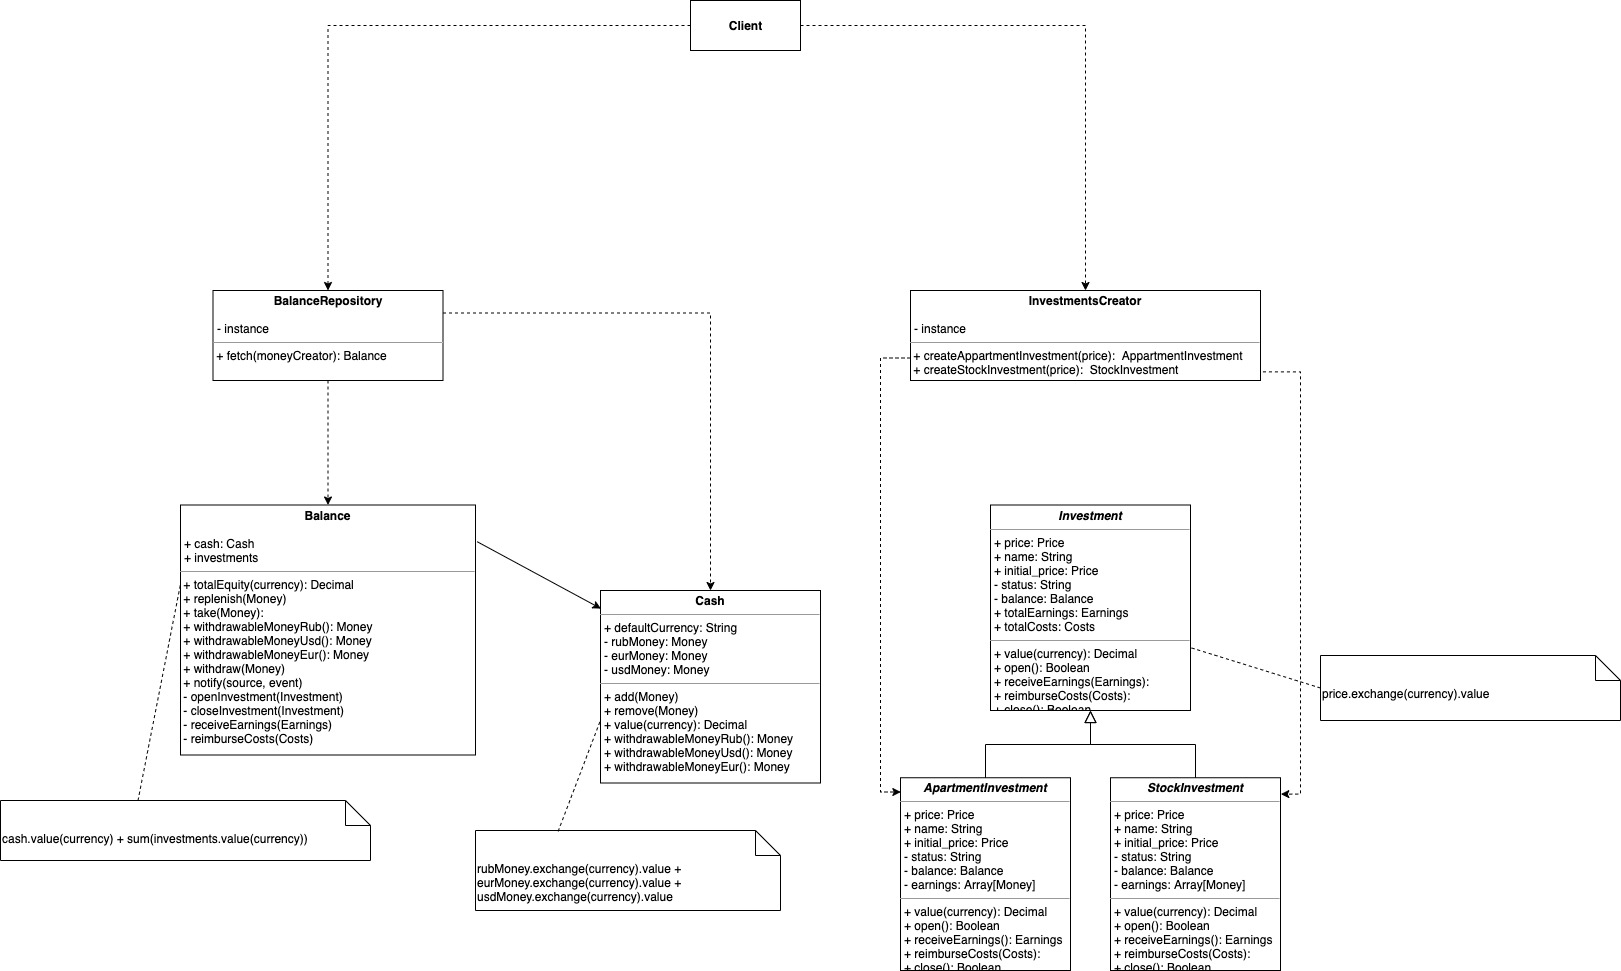 Client
BalanceRepository
- instance
+ fetch(moneyCreator): Balance
InvestmentsCreator
- instance
+ createAppartmentInvestment(price):  AppartmentInvestment
+ createStockInvestment(price):  StockInvestment
Balance
+ cash: Cash
+ investments
+ totalEquity(currency): Decimal
+ replenish(Money)
+ take(Money):
+ withdrawableMoneyRub(): Money
+ withdrawableMoneyUsd(): Money
+ withdrawableMoneyEur(): Money
+ withdraw(Money)
+ notify(source, event)
- openInvestment(Investment)
- closeInvestment(Investment)
- receiveEarnings(Earnings)
- reimburseCosts(Costs)
Cash
+ defaultCurrency: String
- rubMoney: Money
- eurMoney: Money
- usdMoney: Money
+ add(Money)
+ remove(Money)
+ value(currency): Decimal
+ withdrawableMoneyRub(): Money
+ withdrawableMoneyUsd(): Money
+ withdrawableMoneyEur(): Money
Investment
+ price: Price
+ name: String
+ initial_price: Price
- status: String
- balance: Balance
+ totalEarnings: Earnings
+ totalCosts: Costs
+ value(currency): Decimal
+ open(): Boolean
+ receiveEarnings(Earnings):
+ reimburseCosts(Costs):
+ close(): Boolean
price.exchange(currency).value
cash.value(currency) + sum(investments.value(currency))
rubMoney.exchange(currency).value +
eurMoney.exchange(currency).value +
usdMoney.exchange(currency).value
ApartmentInvestment
+ price: Price
+ name: String
+ initial_price: Price
- status: String
- balance: Balance
- earnings: Array[Money]
+ value(currency): Decimal
+ open(): Boolean
+ receiveEarnings(): Earnings
+ reimburseCosts(Costs):
+ close(): Boolean
StockInvestment
+ price: Price
+ name: String
+ initial_price: Price
- status: String
- balance: Balance
- earnings: Array[Money]
+ value(currency): Decimal
+ open(): Boolean
+ receiveEarnings(): Earnings
+ reimburseCosts(Costs):
+ close(): Boolean